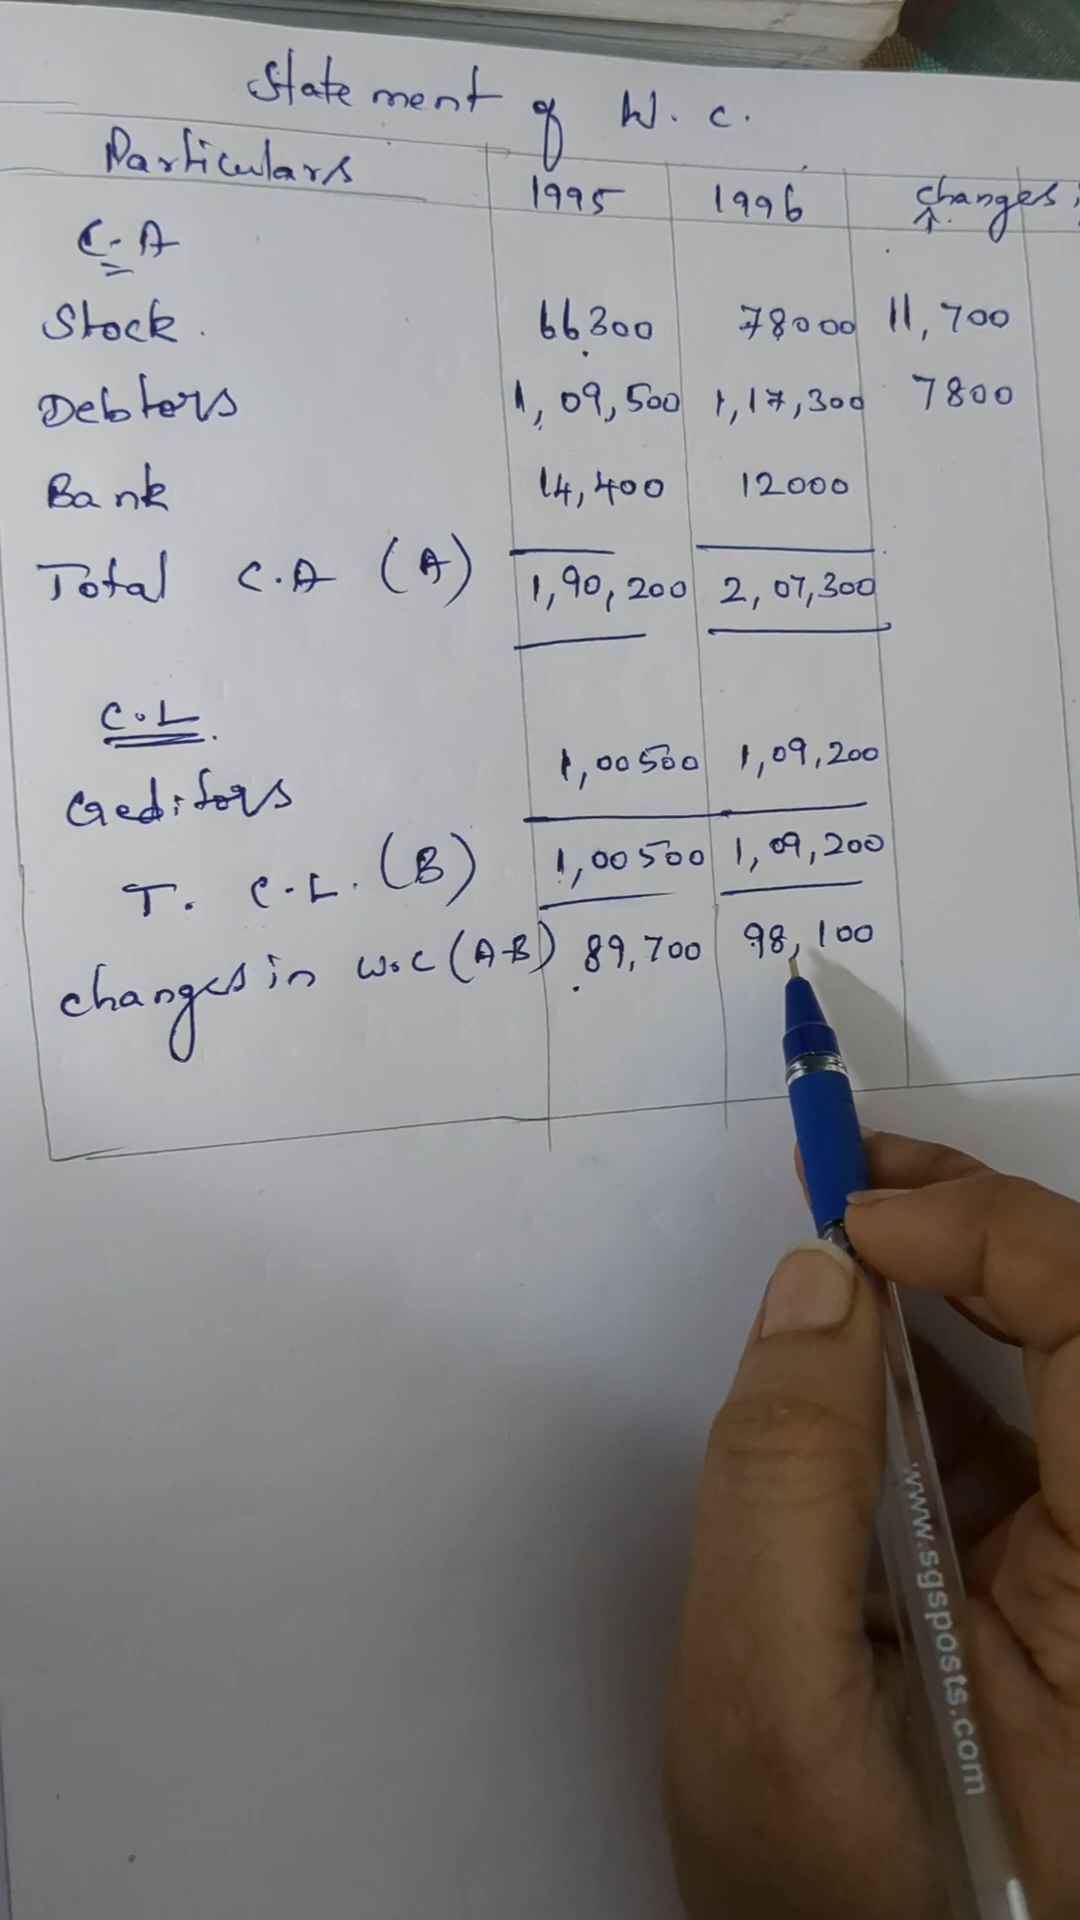 Statement of W. C.
Particulars 1995 1996 changes
↑
C.A
Stock. 66300 78000 11,700
Debtors 1,09,500 1,17,300 7800
Bank 14,400 12000
Total C.A (A) 1,90,200 2,07,300
C.L.
Creditors 1,00500 1,09,200
T. C.L. (B) 1,00500 1,09,200
changes in W.C (A-B) 89,700 98,100
www.sgsposts.com